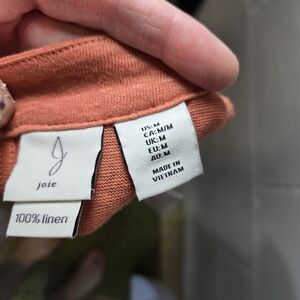 J
joie
100% linen
US: M
CA: M/M
UK: M
EU: M
AU: M
MADE IN
VIETNAM